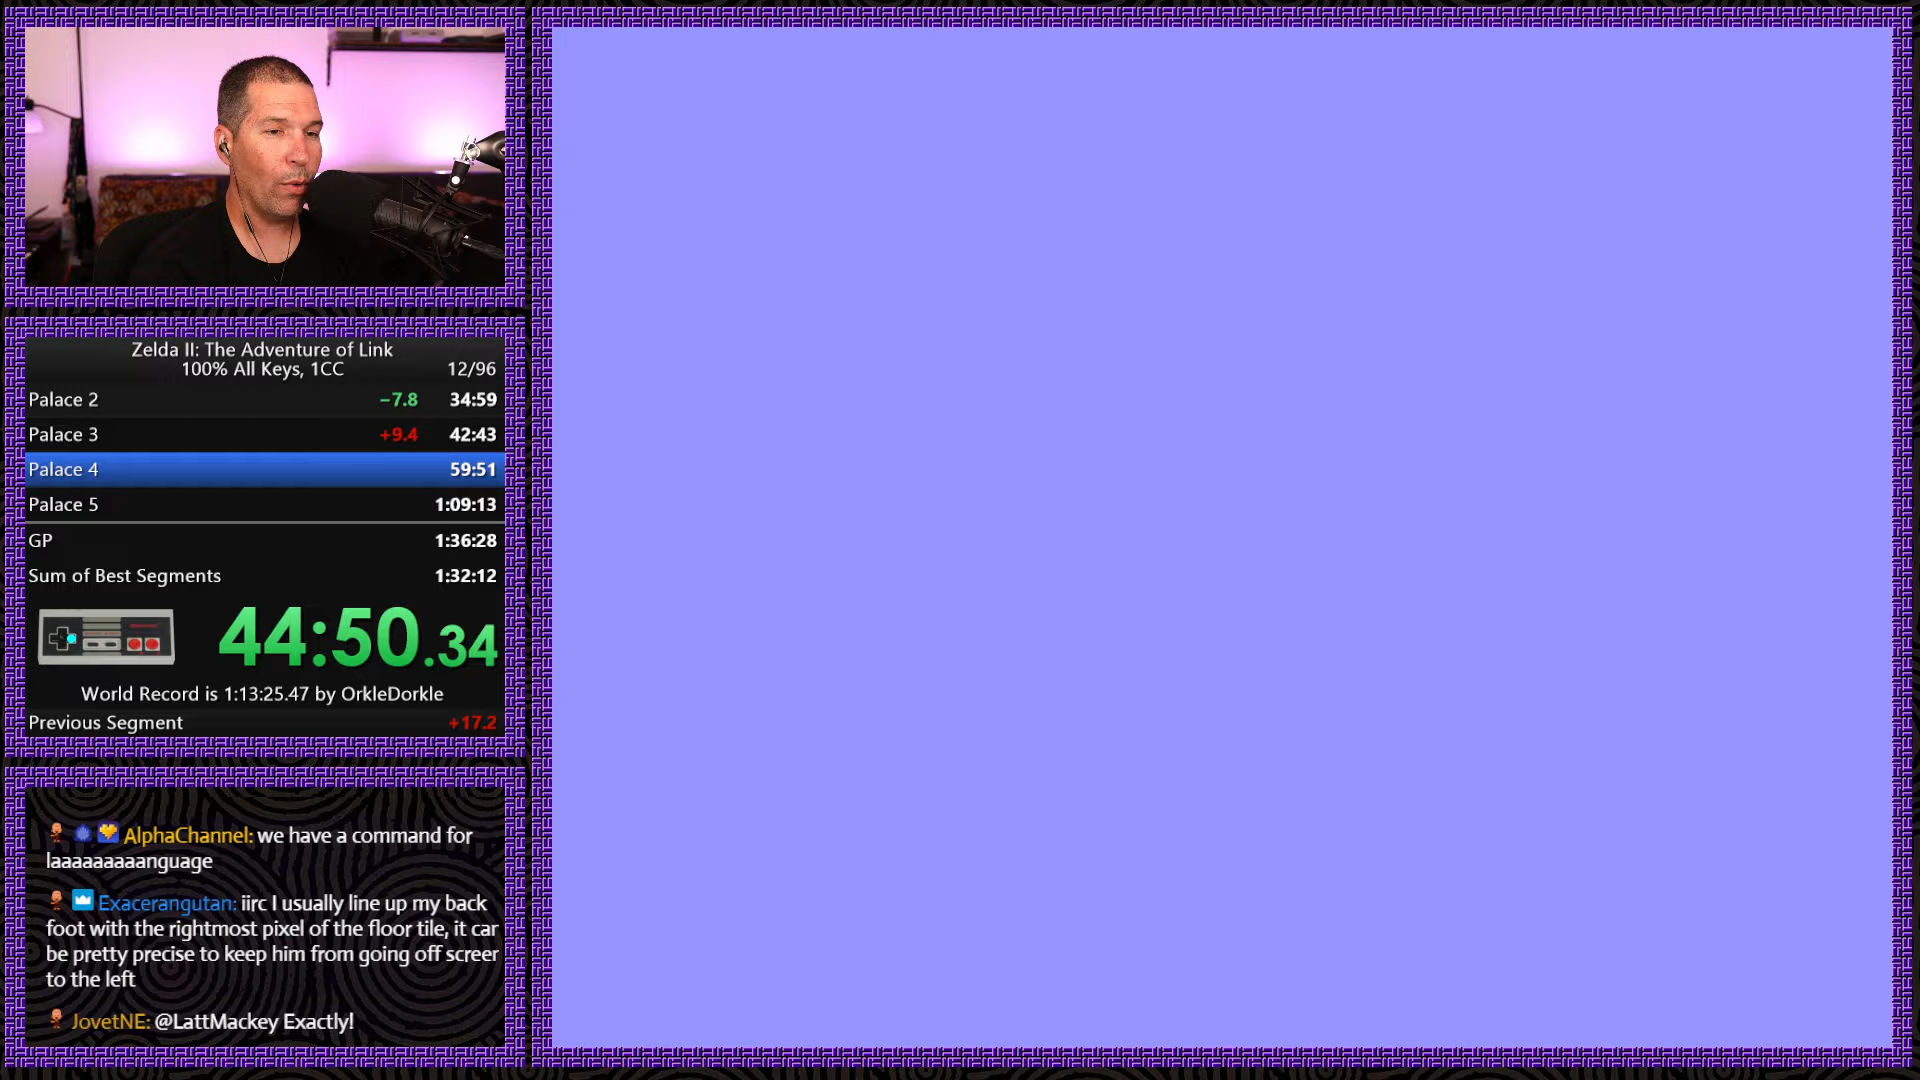 Zelda II: The Adventure of Link
100% All Keys, 1CC 12/96
Palace 2 −7.8 34:59
Palace 3 +9.4 42:43
Palace 4 59:51
Palace 5 1:09:13
GP 1:36:28
Sum of Best Segments 1:32:12
44:50.34
World Record is 1:13:25.47 by OrkleDorkle
Previous Segment +17.2
AlphaChannel: we have a command for
laaaaaaaaanguage
Exacerangutan: iirc I usually line up my back
foot with the rightmost pixel of the floor tile, it can
be pretty precise to keep him from going off screen
to the left
JovetNE: @LattMackey Exactly!